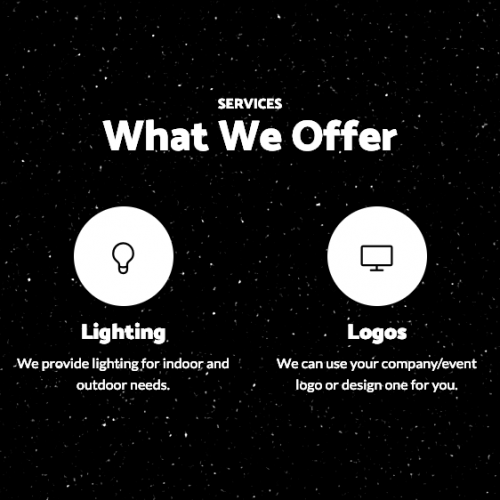 SERVICES
What We Offer
Lighting
We provide lighting for indoor and
outdoor needs.
Logos
We can use your company/event
logo or design one for you.